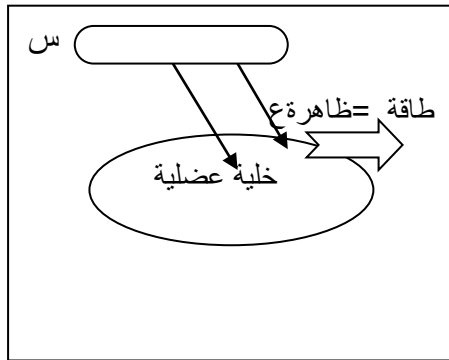 س
طاقة =ظاهرةع
خلية عضلية